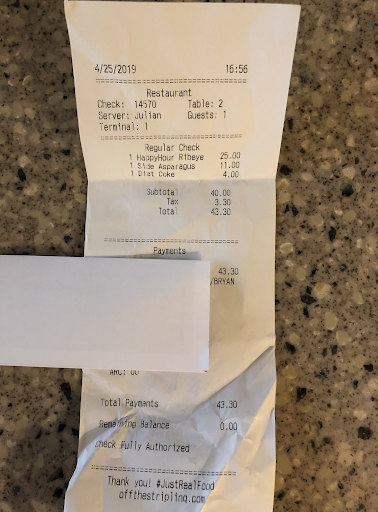 4/25/2019 16:56
Restaurant
Check: 14570 Table: 2
Server: Julian Guests: 1
Terminal: 1
Regular Check
1 HappyHour Ribeye 25.00
1 Side Asparagus 11.00
1 Diet Coke 4.00
Subtotal 40.00
Tax 3.30
Total 43.30
Payments
43.30
/BRYAN
ARC: 00
Total Payments 43.30
Remaining Balance 0.00
Check Fully Authorized
Thank you! #JustRealFood
offthestripling.com